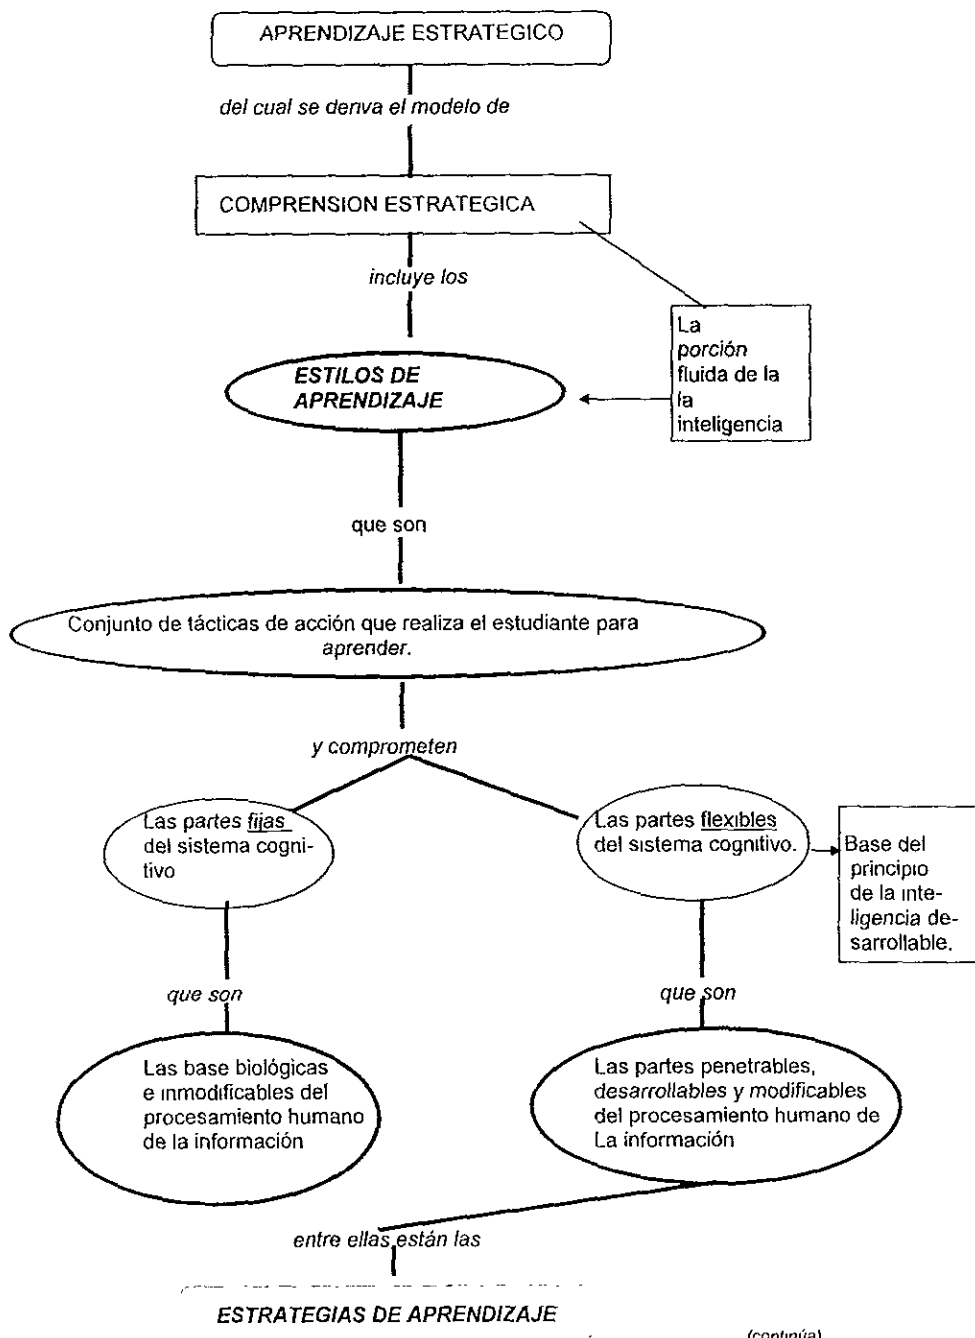 APRENDIZAJE ESTRATEGICO
del cual se deriva el modelo de
COMPRENSION ESTRATEGICA
incluye los
La
porción
fluida de la
la
inteligencia
ESTILOS DE
APRENDIZAJE
que son
Conjunto de tácticas de acción que realiza el estudiante para
aprender.
y comprometen
Las partes fijas
del sistema cogni-
tivo
Las partes flexibles
del sistema cognitivo.
Base del
principio
de la inte-
ligencia de-
sarrollable.
que son
que son
Las base biológicas
e inmodificables del
procesamiento humano
de la información
Las partes penetrables,
desarrollables y modificables
del procesamiento humano de
La información
entre ellas están las
ESTRATEGIAS DE APRENDIZAJE
(continúa)